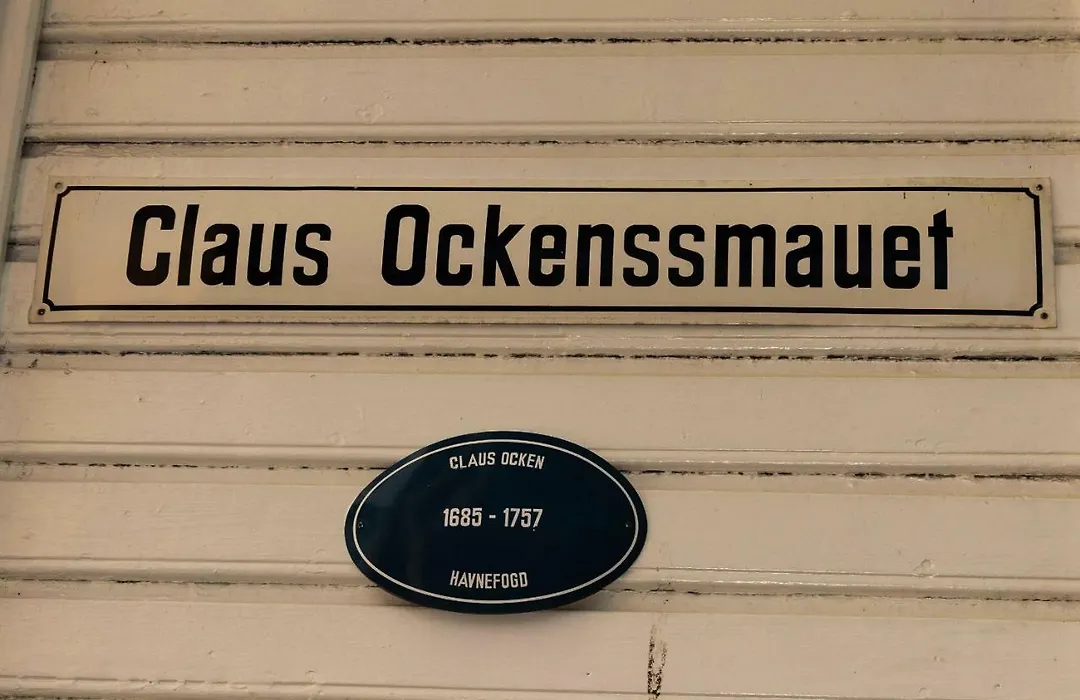 Claus Ockenssmauet
CLAUS OCKEN
1685 - 1757
HAVNEFOGD